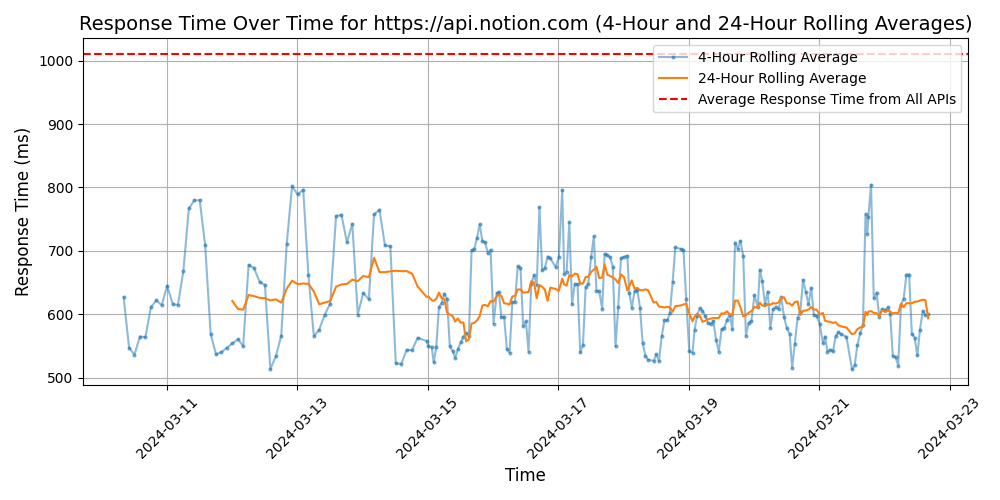 Response Time Over Time for https://api.notion.com (4-Hour and 24-Hour Rolling Averages)
4-Hour Rolling Average
24-Hour Rolling Average
Average Response Time from All APIs
Response Time (ms)
1000
900
800
700
600
500
2024-03-11
2024-03-13
2024-03-15
2024-03-17
2024-03-19
2024-03-21
2024-03-23
Time